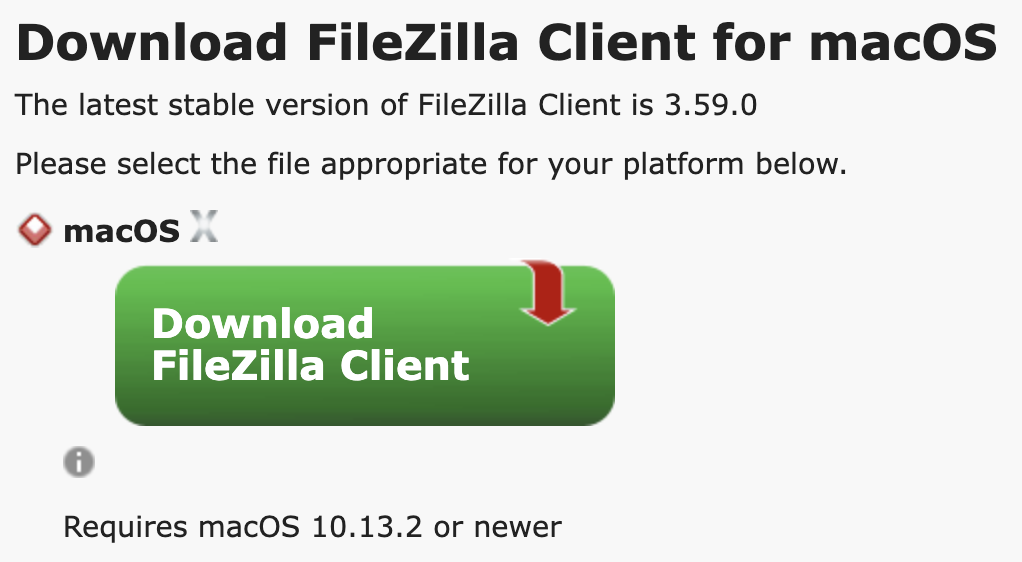 Download FileZilla Client for macOS
The latest stable version of FileZilla Client is 3.59.0
Please select the file appropriate for your platform below.
macOS X
Download
FileZilla Client
i
Requires macOS 10.13.2 or newer